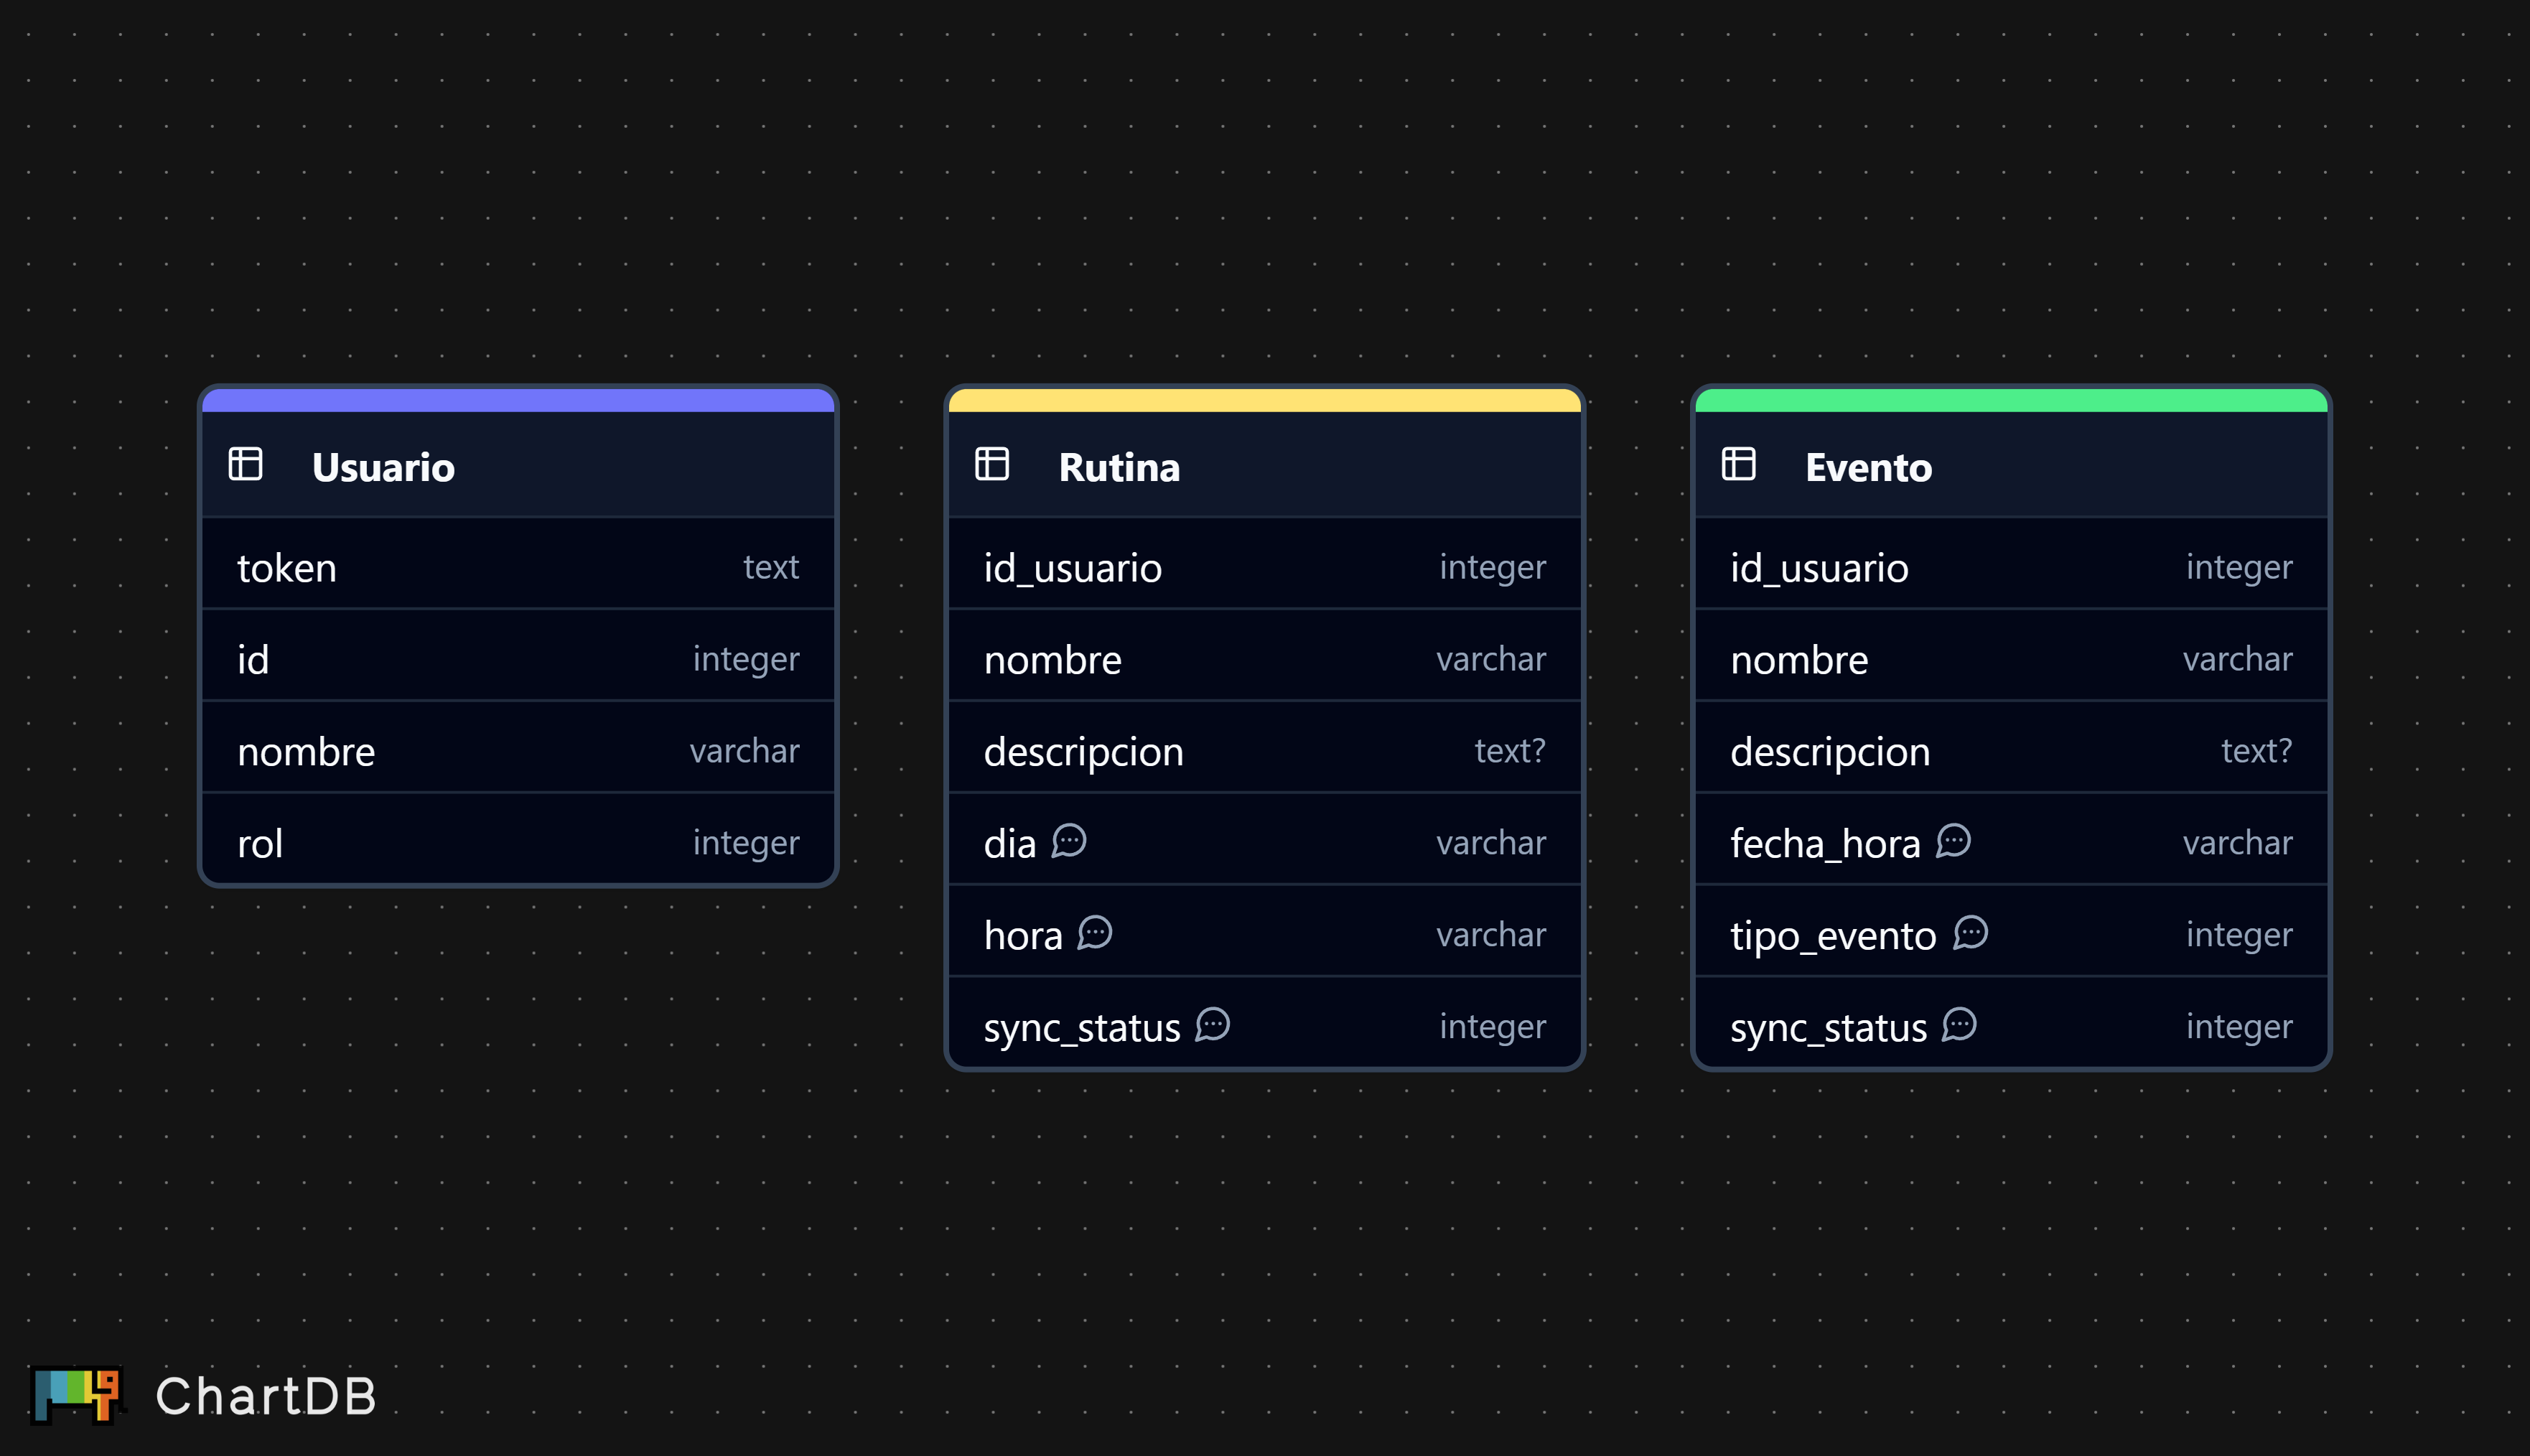 Usuario
token text
id integer
nombre varchar
rol integer
Rutina
id_usuario integer
nombre varchar
descripcion text?
dia varchar
hora varchar
sync_status integer
Evento
id_usuario integer
nombre varchar
descripcion text?
fecha_hora varchar
tipo_evento integer
sync_status integer
ChartDB